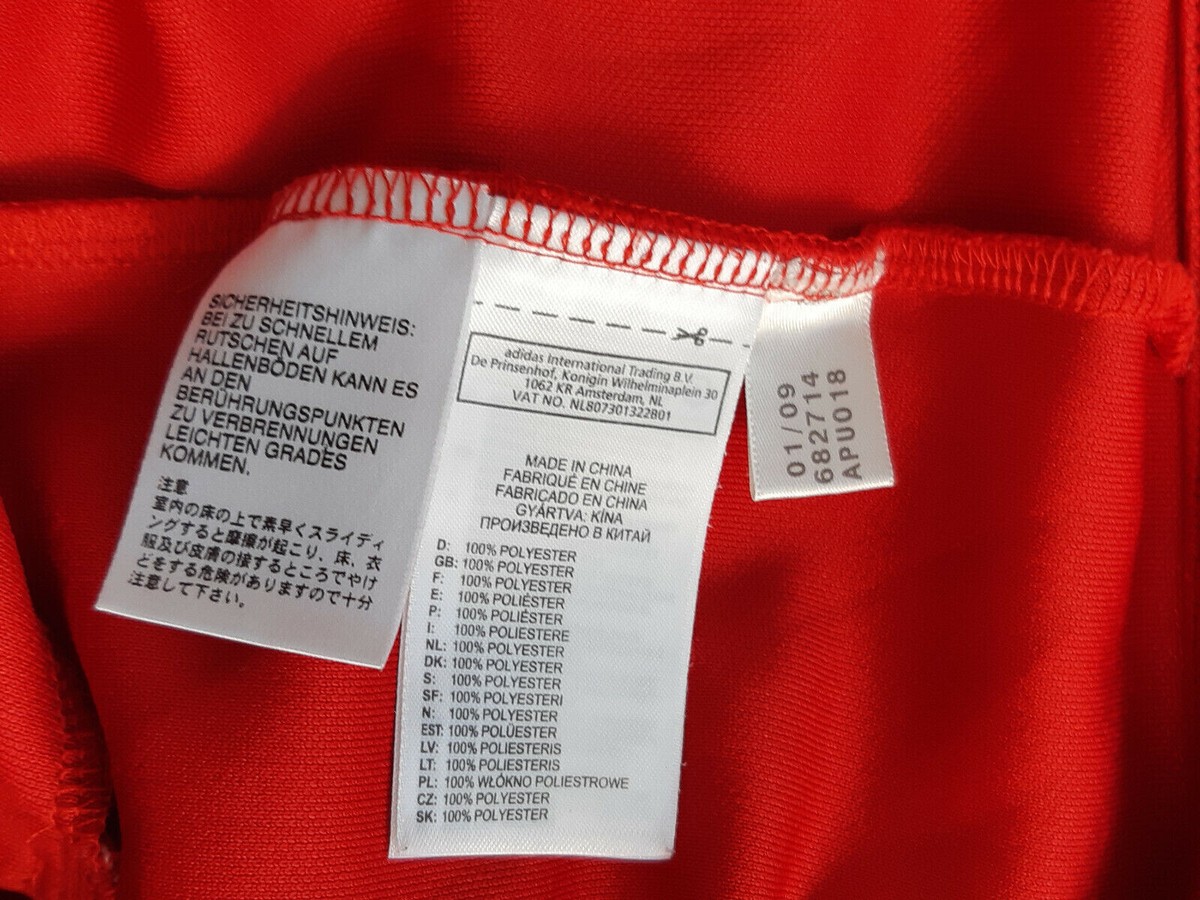 SICHERHEITSHINWEIS:
BEI ZU SCHNELLEM
RUTSCHEN AUF
HALLENBÖDEN KANN ES
AN DEN
BERÜHRUNGSPUNKTEN
ZU VERBRENNUNGEN
LEICHTEN GRADES
KOMMEN.
注意
室内の床の上で素早くスライディ
ングすると摩擦が起こり、床、衣
服及び皮膚の接するところでやけ
どをする危険がありますので十分
注意して下さい。
adidas International Trading B.V.
De Prinsenhof, Konigin Wilhelminaplein 30
1062 KR Amsterdam, NL
VAT NO. NL807301322B01
MADE IN CHINA
FABRIQUÉ EN CHINE
FABRICADO EN CHINA
GYÁRTVA: KÍNA
ПРОИЗВЕДЕНО В КИТАЙ
D: 100% POLYESTER
GB: 100% POLYESTER
F: 100% POLYESTER
E: 100% POLIÉSTER
P: 100% POLIÉSTER
I: 100% POLIESTERE
NL: 100% POLYESTER
DK: 100% POLYESTER
S: 100% POLYESTER
SF: 100% POLYESTERI
N: 100% POLYESTER
EST: 100% POLÜESTER
LV: 100% POLIESTERIS
LT: 100% POLIESTERIS
PL: 100% WŁÓKNO POLIESTROWE
CZ: 100% POLYESTER
SK: 100% POLYESTER
01/09
682714
APU018